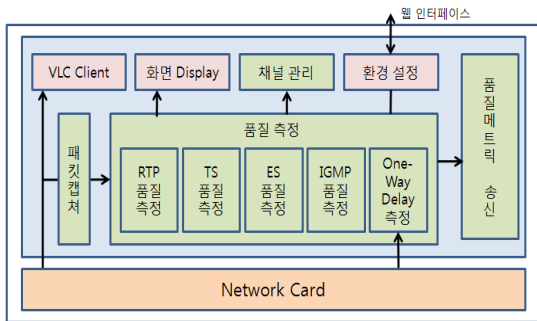 웹 인터페이스
VLC Client
화면 Display
채널 관리
환경 설정
품질메트릭 송신
패킷캡쳐
품질 측정
RTP
품질
측정
TS
품질
측정
ES
품질
측정
IGMP
품질
측정
One-
Way
Delay
측정
Network Card